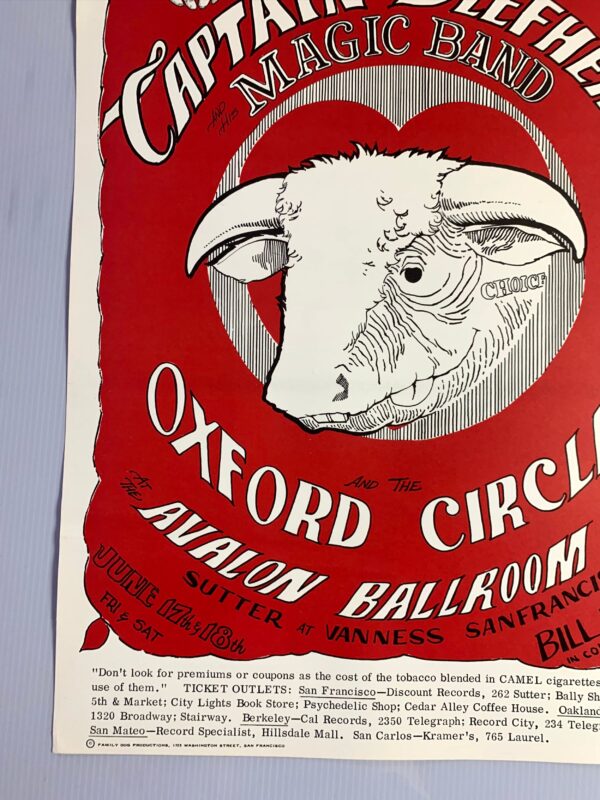 CAPTAIN BEEFHE
AND HIS
MAGIC BAND
CHOICE
OXFORD CIRCL
AND THE
AT THE
AVALON BALLROOM
JUNE 17th & 18th
SUTTER AT VANNESS SANFRANCI
FRI & SAT
BILL
IN CO
"Don't look for premiums or coupons as the cost of the tobacco blended in CAMEL cigarettes
use of them." TICKET OUTLETS: San Francisco—Discount Records, 262 Sutter; Bally Sh
5th & Market; City Lights Book Store; Psychedelic Shop; Cedar Alley Coffee House. Oakland
1320 Broadway; Stairway. Berkeley—Cal Records, 2350 Telegraph; Record City, 234 Telegr
San Mateo—Record Specialist, Hillsdale Mall. San Carlos—Kramer's, 765 Laurel.
© FAMILY DOG PRODUCTIONS, 1725 WASHINGTON STREET, SAN FRANCISCO